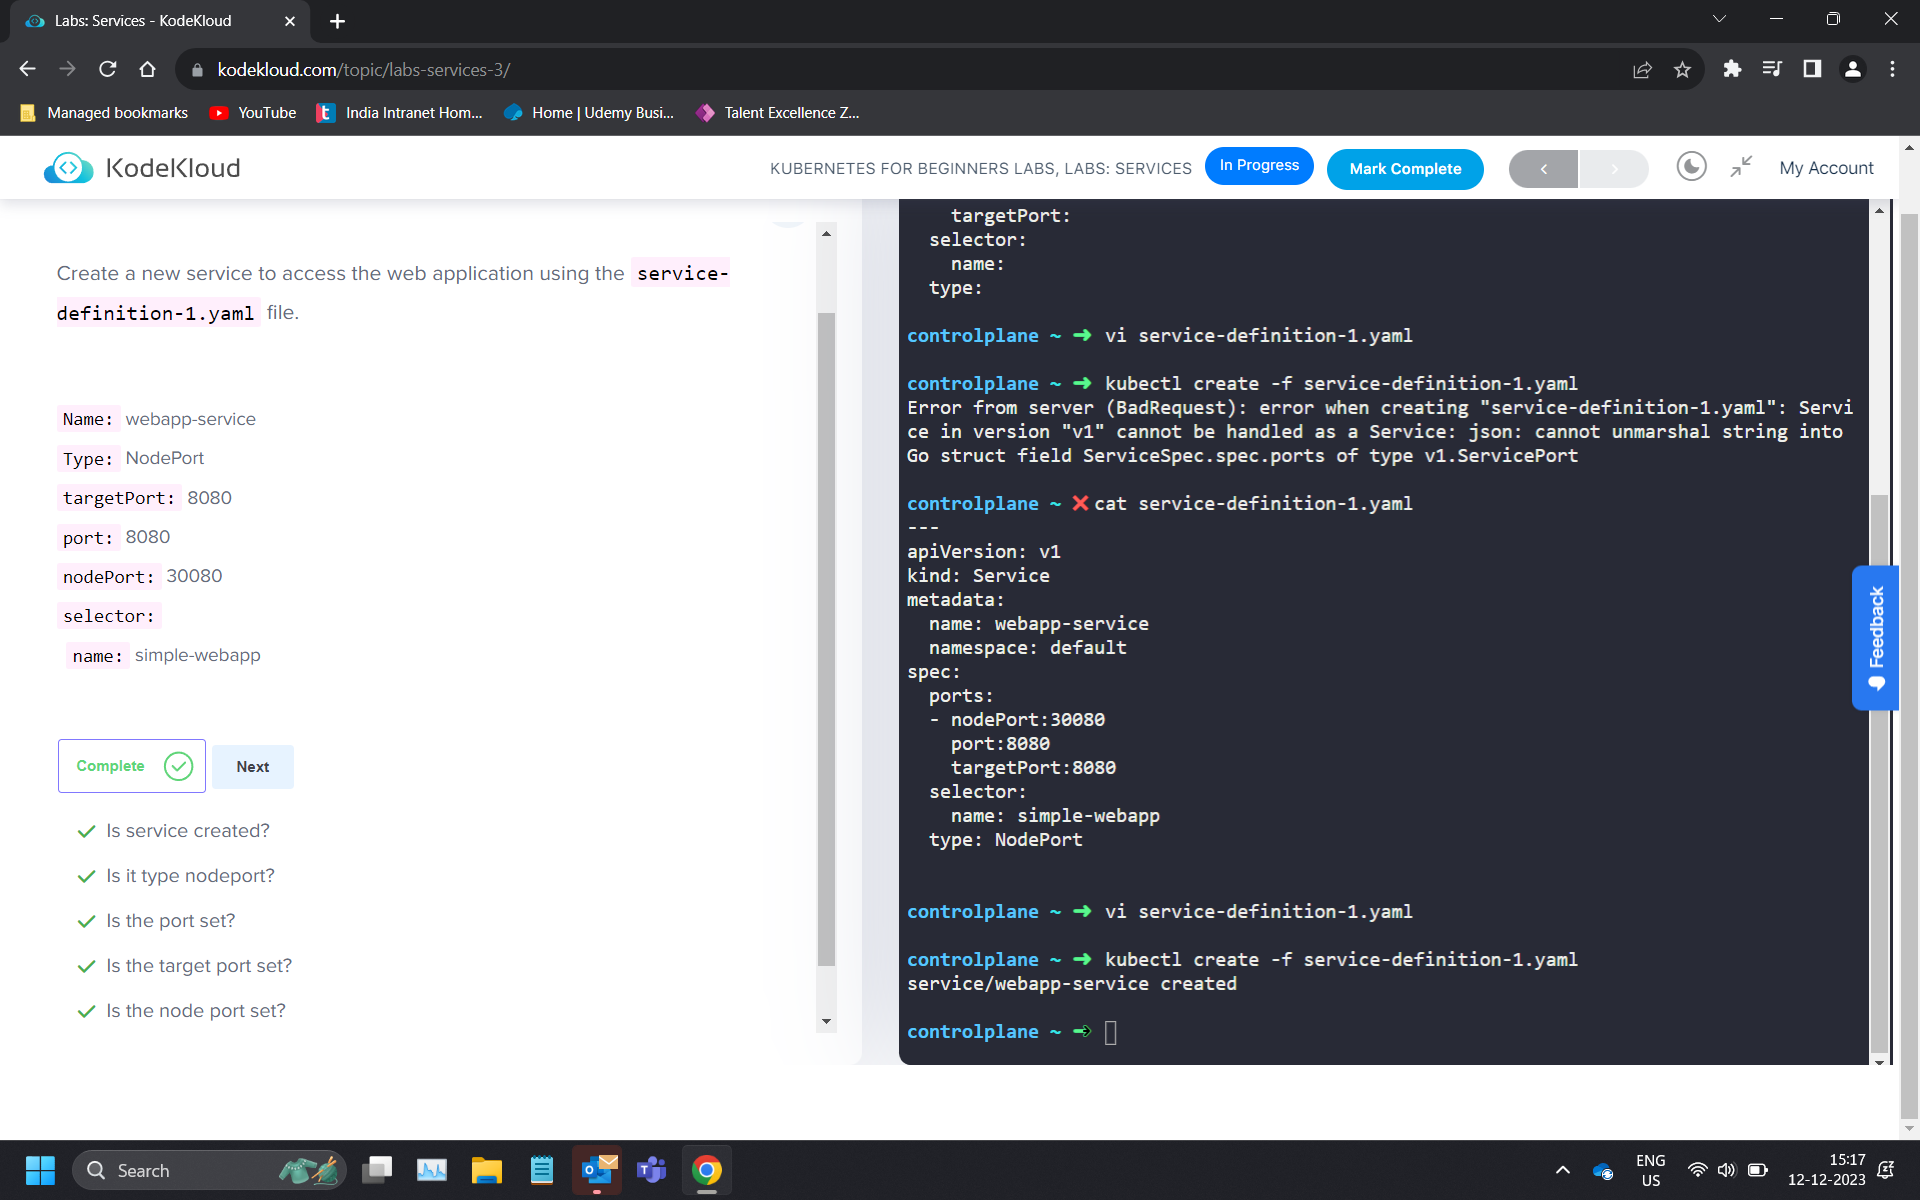 Labs: Services - KodeKloud
kodekloud.com/topic/labs-services-3/
Managed bookmarks
YouTube
India Intranet Hom...
Home | Udemy Busi...
Talent Excellence Z...
KodeKloud
KUBERNETES FOR BEGINNERS LABS, LABS: SERVICES
In Progress
Mark Complete
My Account
Create a new service to access the web application using the service-
definition-1.yaml file.
Name: webapp-service
Type: NodePort
targetPort: 8080
port: 8080
nodePort: 30080
selector:
name: simple-webapp
Complete
Next
Is service created?
Is it type nodeport?
Is the port set?
Is the target port set?
Is the node port set?
targetPort:
selector:
name:
type:
controlplane ~ ➜ vi service-definition-1.yaml
controlplane ~ ➜ kubectl create -f service-definition-1.yaml
Error from server (BadRequest): error when creating "service-definition-1.yaml": Servi
ce in version "v1" cannot be handled as a Service: json: cannot unmarshal string into
Go struct field ServiceSpec.spec.ports of type v1.ServicePort
controlplane ~ ✖ cat service-definition-1.yaml
---
apiVersion: v1
kind: Service
metadata:
  name: webapp-service
  namespace: default
spec:
  ports:
  - nodePort:30080
    port:8080
    targetPort:8080
  selector:
    name: simple-webapp
  type: NodePort
controlplane ~ ➜ vi service-definition-1.yaml
controlplane ~ ➜ kubectl create -f service-definition-1.yaml
service/webapp-service created
controlplane ~ ➜
Feedback
Search
ENG
US
15:17
12-12-2023